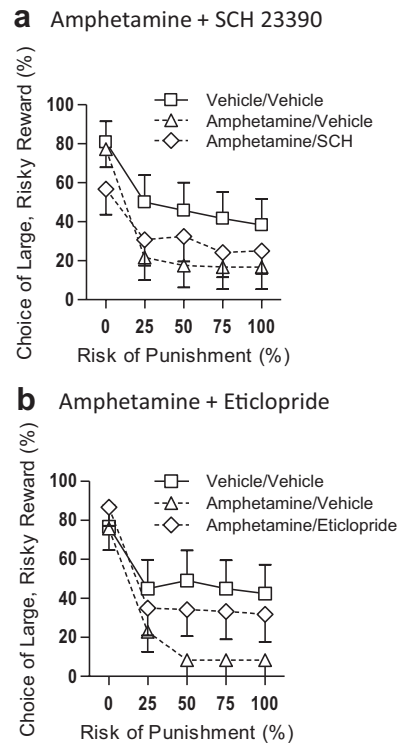 a Amphetamine + SCH 23390
Vehicle/Vehicle
Amphetamine/Vehicle
Amphetamine/SCH
Choice of Large, Risky Reward (%)
100
80
60
40
20
0
0 25 50 75 100
Risk of Punishment (%)
b Amphetamine + Eticlopride
Vehicle/Vehicle
Amphetamine/Vehicle
Amphetamine/Eticlopride
Choice of Large, Risky Reward (%)
100
80
60
40
20
0
0 25 50 75 100
Risk of Punishment (%)